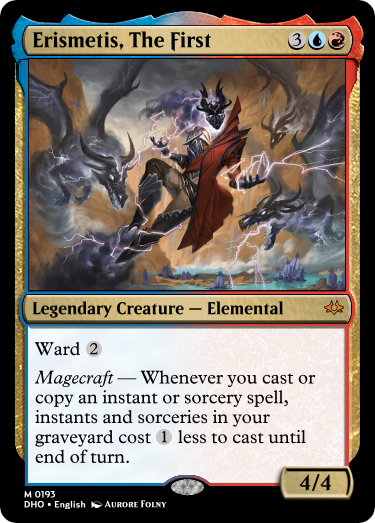 Erismetis, The First 3
Legendary Creature — Elemental
Ward 2
Magecraft — Whenever you cast or
copy an instant or sorcery spell,
instants and sorceries in your
graveyard cost 1 less to cast until
end of turn.
4/4
M 0193
DHO • English Aurore Folny